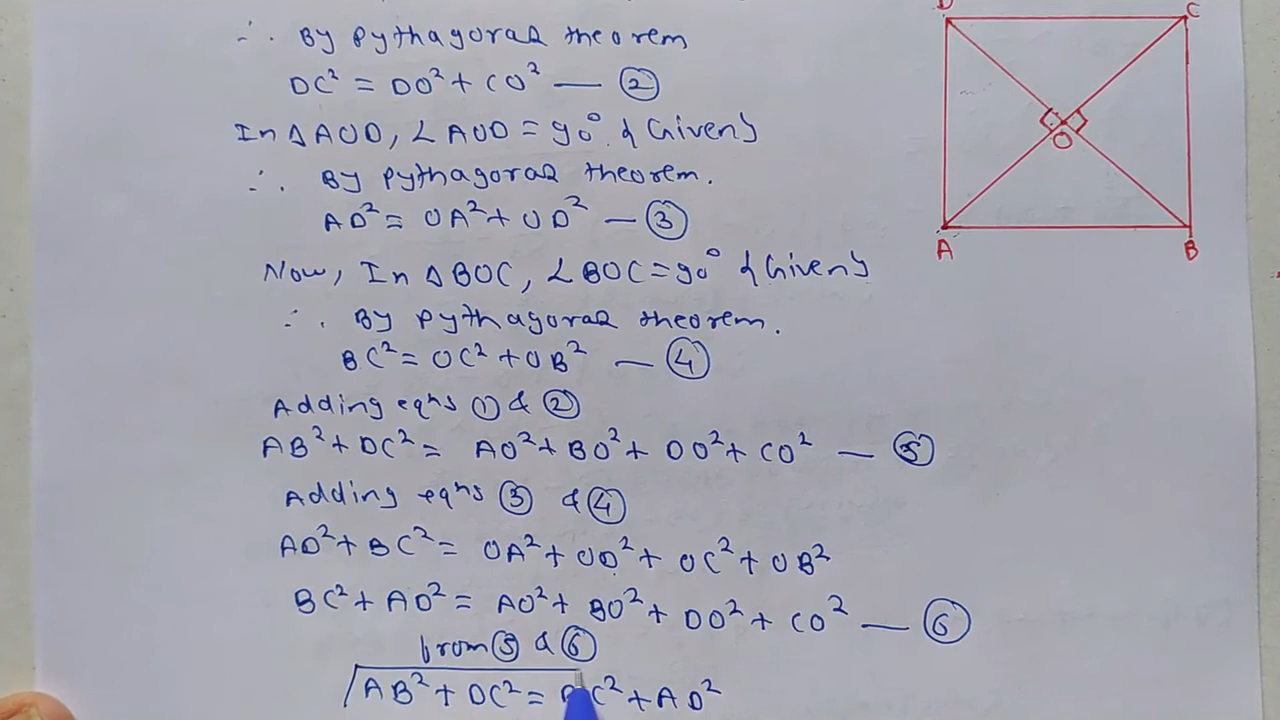 ∴ By Pythagoras theorem
DC² = DO² + CO² — ②
In ΔAOD, ∠AOD = 90° {Given}
∴ By Pythagoras theorem.
AD² = OA² + OD² — ③
Now, In ΔBOC, ∠BOC = 90° {Given}
∴ By Pythagoras theorem.
BC² = OC² + OB² — ④
Adding eqns ① & ②
AB² + DC² = AO² + BO² + DO² + CO² — ⑤
Adding eqns ③ & ④
AD² + BC² = OA² + OD² + OC² + OB²
BC² + AD² = AO² + BO² + DO² + CO² — ⑥
from ⑤ & ⑥
AB² + DC² = C² + AD²
D C
O
A B